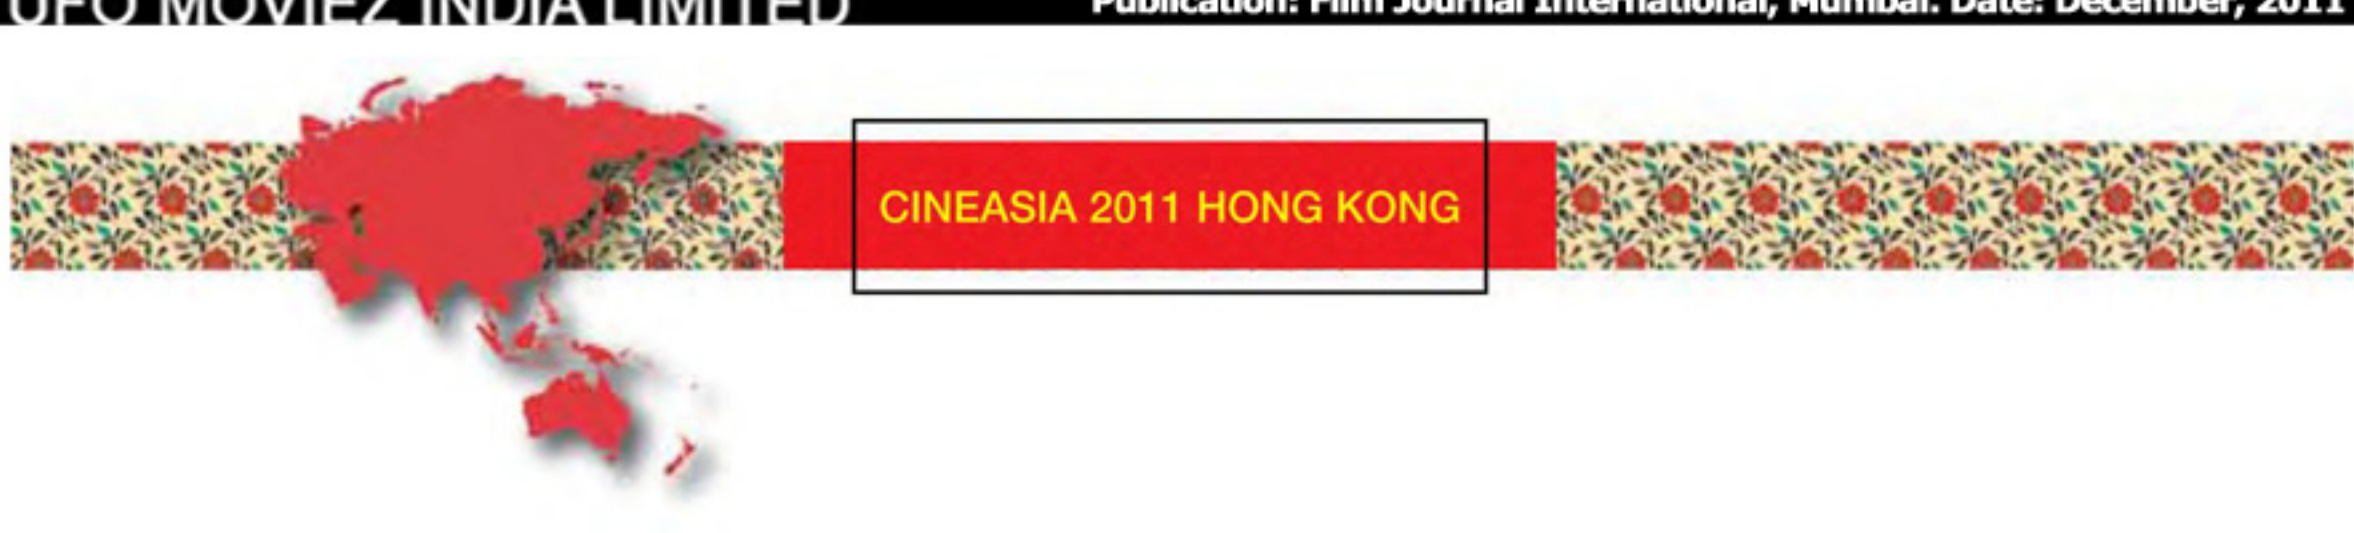 UFO MOVIEZ INDIA LIMITED
Publication: Film Journal International, Mumbai. Date: December, 2011
CINEASIA 2011 HONG KONG